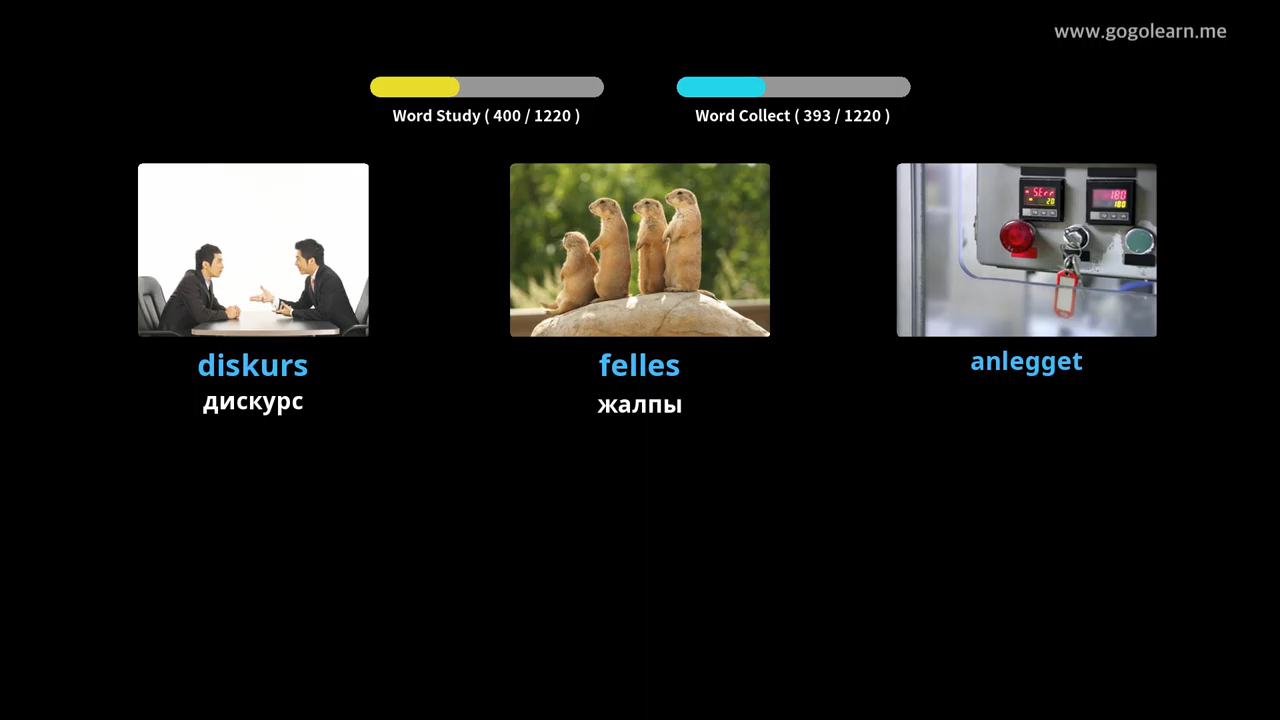 www.gogolearn.me
Word Study ( 400 / 1220 )
Word Collect ( 393 / 1220 )
diskurs
дискурс
felles
жалпы
anlegget